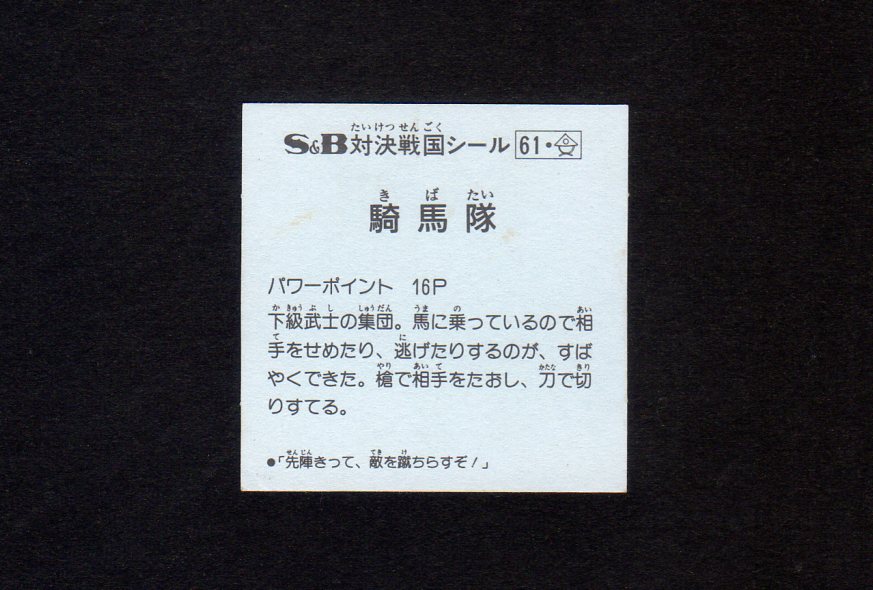 S&B対決戦国シール 61・
騎馬隊
パワーポイント 16P
下級武士の集団。馬に乗っているので相
手をせめたり、逃げたりするのが、すば
やくできた。槍で相手をたおし、刀で切
りすてる。
●「先陣きって、敵を蹴ちらすぞ！」